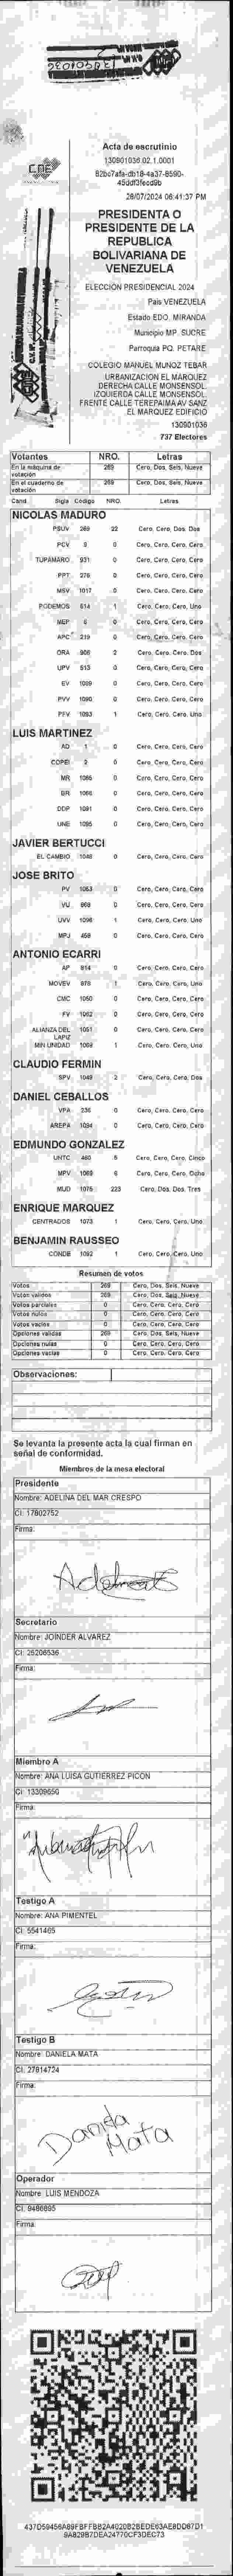 CNE
Acta de escrutinio
130901036.02.1.0001
28/07/2024 06:41:37 PM
PRESIDENTA O
PRESIDENTE DE LA
REPUBLICA
BOLIVARIANA DE
VENEZUELA
ELECCIÓN PRESIDENCIAL 2024
País VENEZUELA
Estado EDO. MIRANDA
Municipio MP. SUCRE
Parroquia PQ. PETARE
COLEGIO MANUEL MUÑOZ TEBAR
URBANIZACION EL MARQUEZ
DERECHA CALLE MONSENSOL.
IZQUIERDA CALLE MONSENSOL.
FRENTE CALLE TEREPAIMA AV SANZ
EL MARQUEZ EDIFICIO
130901036
737 Electores
Votantes NRO. Letras
En la máquina de votación 269 Cero, Dos, Seis, Nueve
En el cuaderno de votación 269 Cero, Dos, Seis, Nueve
Cand Sigla Código NRO. Letras
NICOLAS MADURO
PSUV 22 Cero, Cero, Dos, Dos
PCV 0 Cero, Cero, Cero, Cero
TUPAMARO 931 0 Cero, Cero, Cero, Cero
PPT 0 Cero, Cero, Cero, Cero
MSV 1017 0 Cero, Cero, Cero, Cero
PODEMOS 614 1 Cero, Cero, Cero, Uno
MEP 6 0 Cero, Cero, Cero, Cero
APC 219 0 Cero, Cero, Cero, Cero
ORA 906 2 Cero, Cero, Cero, Dos
UPV 513 0 Cero, Cero, Cero, Cero
EV 1089 0 Cero, Cero, Cero, Cero
PVV 1090 0 Cero, Cero, Cero, Cero
PFV 1093 1 Cero, Cero, Cero, Uno
LUIS MARTINEZ
AD 1 0 Cero, Cero, Cero, Cero
COPEI 2 0 Cero, Cero, Cero, Cero
MR 1065 0 Cero, Cero, Cero, Cero
BR 1066 0 Cero, Cero, Cero, Cero
DDP 1091 0 Cero, Cero, Cero, Cero
UNE 1095 0 Cero, Cero, Cero, Cero
JAVIER BERTUCCI
EL CAMBIO 1048 0 Cero, Cero, Cero, Cero
JOSE BRITO
PV 1053 0 Cero, Cero, Cero, Cero
VU 868 0 Cero, Cero, Cero, Cero
UVV 1096 1 Cero, Cero, Cero, Uno
MPJ 458 0 Cero, Cero, Cero, Cero
ANTONIO ECARRI
AP 814 0 Cero, Cero, Cero, Cero
MOVEV 878 1 Cero, Cero, Cero, Uno
CMC 1050 0 Cero, Cero, Cero, Cero
FV 1062 0 Cero, Cero, Cero, Cero
ALIANZA DEL LAPIZ 1051 0 Cero, Cero, Cero, Cero
MIN UNIDAD 1068 1 Cero, Cero, Cero, Uno
CLAUDIO FERMIN
SPV 1049 2 Cero, Cero, Cero, Dos
DANIEL CEBALLOS
VPA 236 0 Cero, Cero, Cero, Cero
AREPA 1094 0 Cero, Cero, Cero, Cero
EDMUNDO GONZALEZ
UNTC 460 5 Cero, Cero, Cero, Cinco
MPV 1069 Cero, Cero, Cero, Ocho
MUD 1075 223 Cero, Dos, Dos, Tres
ENRIQUE MARQUEZ
CENTRADOS 1073 1 Cero, Cero, Cero, Uno
BENJAMIN RAUSSEO
CONDE 1092 1 Cero, Cero, Cero, Uno
Resumen de votos
Votos 269 Cero, Dos, Seis, Nueve
Votos válidos 269 Cero, Dos, Seis, Nueve
Votos parciales 0 Cero, Cero, Cero, Cero
Votos nulos 0 Cero, Cero, Cero, Cero
Votos vacíos 0 Cero, Cero, Cero, Cero
Opciones válidas 269 Cero, Dos, Seis, Nueve
Opciones nulas 0 Cero, Cero, Cero, Cero
Opciones vacías 0 Cero, Cero, Cero, Cero
Observaciones:
Se levanta la presente acta la cual firman en
señal de conformidad.
Miembros de la mesa electoral
Presidente
Nombre: ADELINA DEL MAR CRESPO
CI: 17802752
Firma:
Secretario
Nombre: JOINDER ALVAREZ
CI: 25206536
Firma:
Miembro A
Nombre: ANA LUISA GUTIERREZ PICON
CI: 13309650
Firma:
Testigo A
Nombre: ANA PIMENTEL
CI: 5541465
Firma:
Testigo B
Nombre: DANIELA MATA
CI: 27814724
Firma:
Daniela
Mata
Operador
Nombre: LUIS MENDOZA
CI: 9486895
Firma: